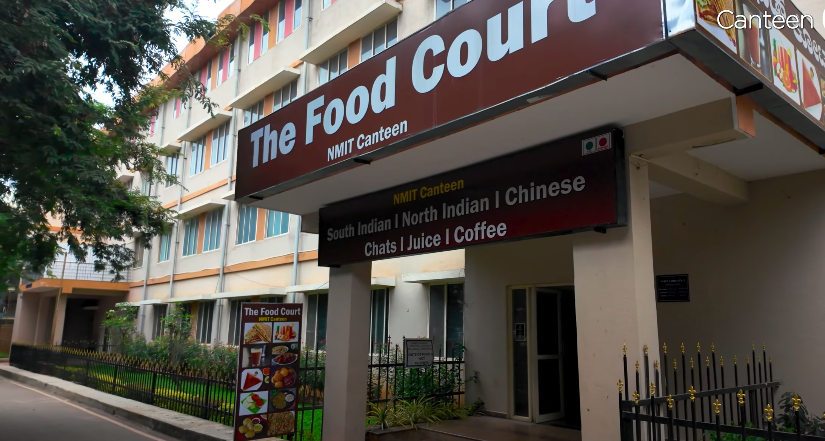 Canteen
The Food Court
NMIT Canteen
NMIT Canteen
South Indian | North Indian | Chinese
Chats | Juice | Coffee
The Food Court
NMIT Canteen